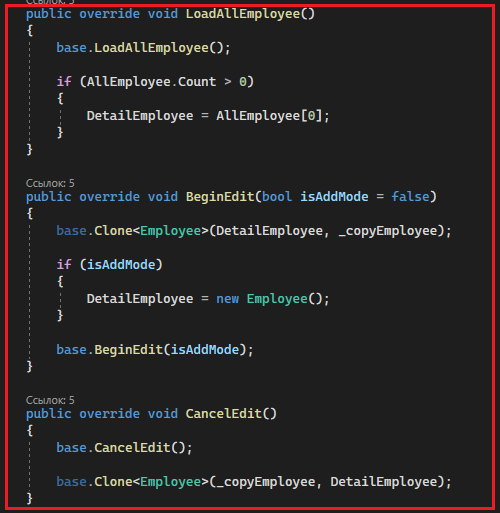 Ссылок: 5
public override void LoadAllEmployee()
{
    base.LoadAllEmployee();

    if (AllEmployee.Count > 0)
    {
        DetailEmployee = AllEmployee[0];
    }
}

Ссылок: 5
public override void BeginEdit(bool isAddMode = false)
{
    base.Clone<Employee>(DetailEmployee, _copyEmployee);

    if (isAddMode)
    {
        DetailEmployee = new Employee();
    }

    base.BeginEdit(isAddMode);
}

Ссылок: 5
public override void CancelEdit()
{
    base.CancelEdit();

    base.Clone<Employee>(_copyEmployee, DetailEmployee);
}